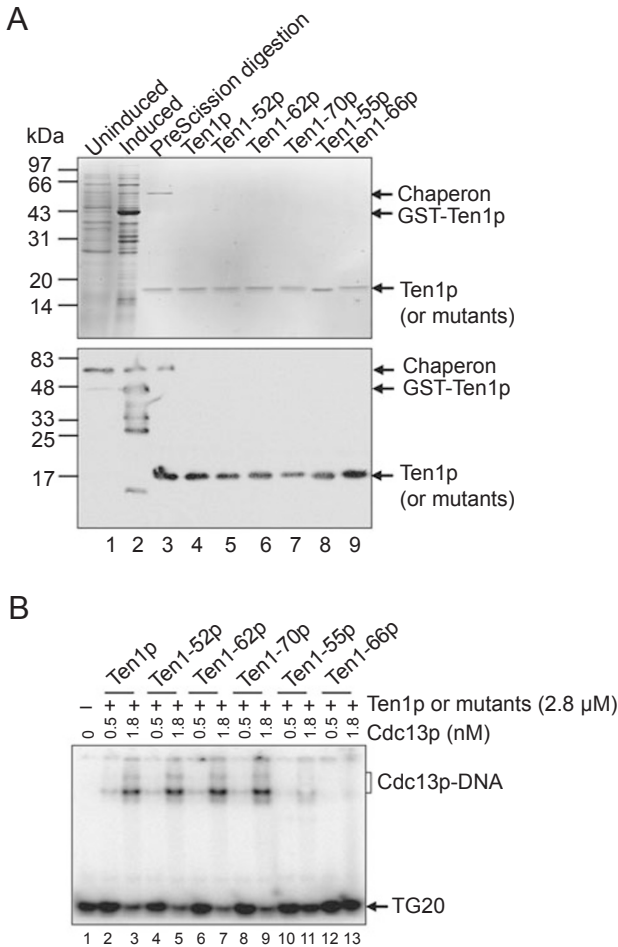 A
kDa
Uninduced
Induced
PreScission digestion
Ten1p
Ten1-52p
Ten1-62p
Ten1-70p
Ten1-55p
Ten1-66p
97
66
43
31
20
14
Chaperon
GST-Ten1p
Ten1p
(or mutants)
83
48
33
25
17
Chaperon
GST-Ten1p
Ten1p
(or mutants)
1 2 3 4 5 6 7 8 9
B
Ten1p
Ten1-52p
Ten1-62p
Ten1-70p
Ten1-55p
Ten1-66p
– + + + + + + + + + + + + Ten1p or mutants (2.8 µM)
0 0.5 1.8 0.5 1.8 0.5 1.8 0.5 1.8 0.5 1.8 0.5 1.8 Cdc13p (nM)
Cdc13p-DNA
TG20
1 2 3 4 5 6 7 8 9 10 11 12 13